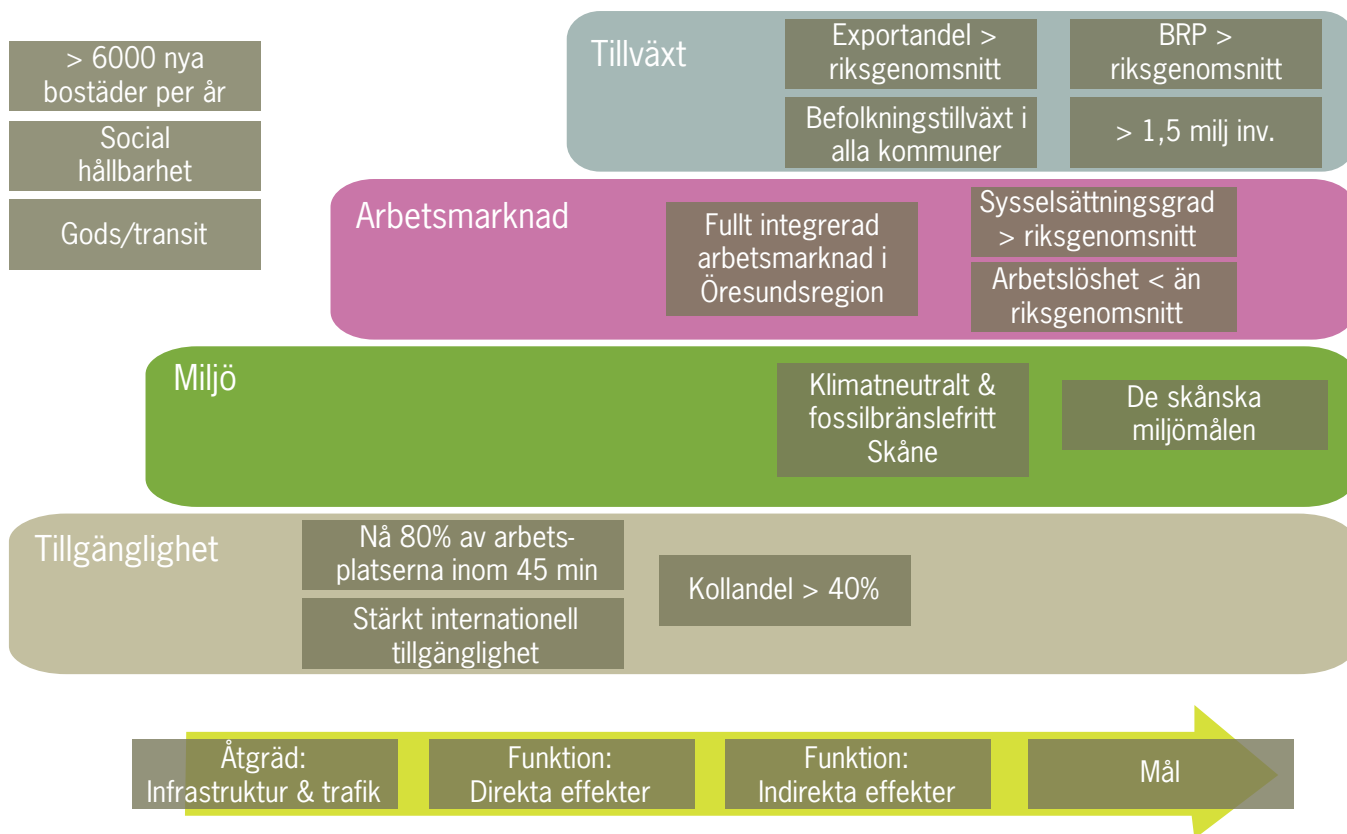 > 6000 nya
bostäder per år
Social
hållbarhet
Gods/transit
Tillväxt
Exportandel >
riksgenomsnitt
BRP >
riksgenomsnitt
Befolkningstillväxt i
alla kommuner
> 1,5 milj inv.
Arbetsmarknad
Fullt integrerad
arbetsmarknad i
Öresundsregion
Sysselsättningsgrad
> riksgenomsnitt
Arbetslöshet < än
riksgenomsnitt
Miljö
Klimatneutralt &
fossilbränslefritt
Skåne
De skånska
miljömålen
Tillgänglighet
Nå 80% av arbets-
platserna inom 45 min
Stärkt internationell
tillgänglighet
Kollandel > 40%
Åtgräd:
Infrastruktur & trafik
Funktion:
Direkta effekter
Funktion:
Indirekta effekter
Mål